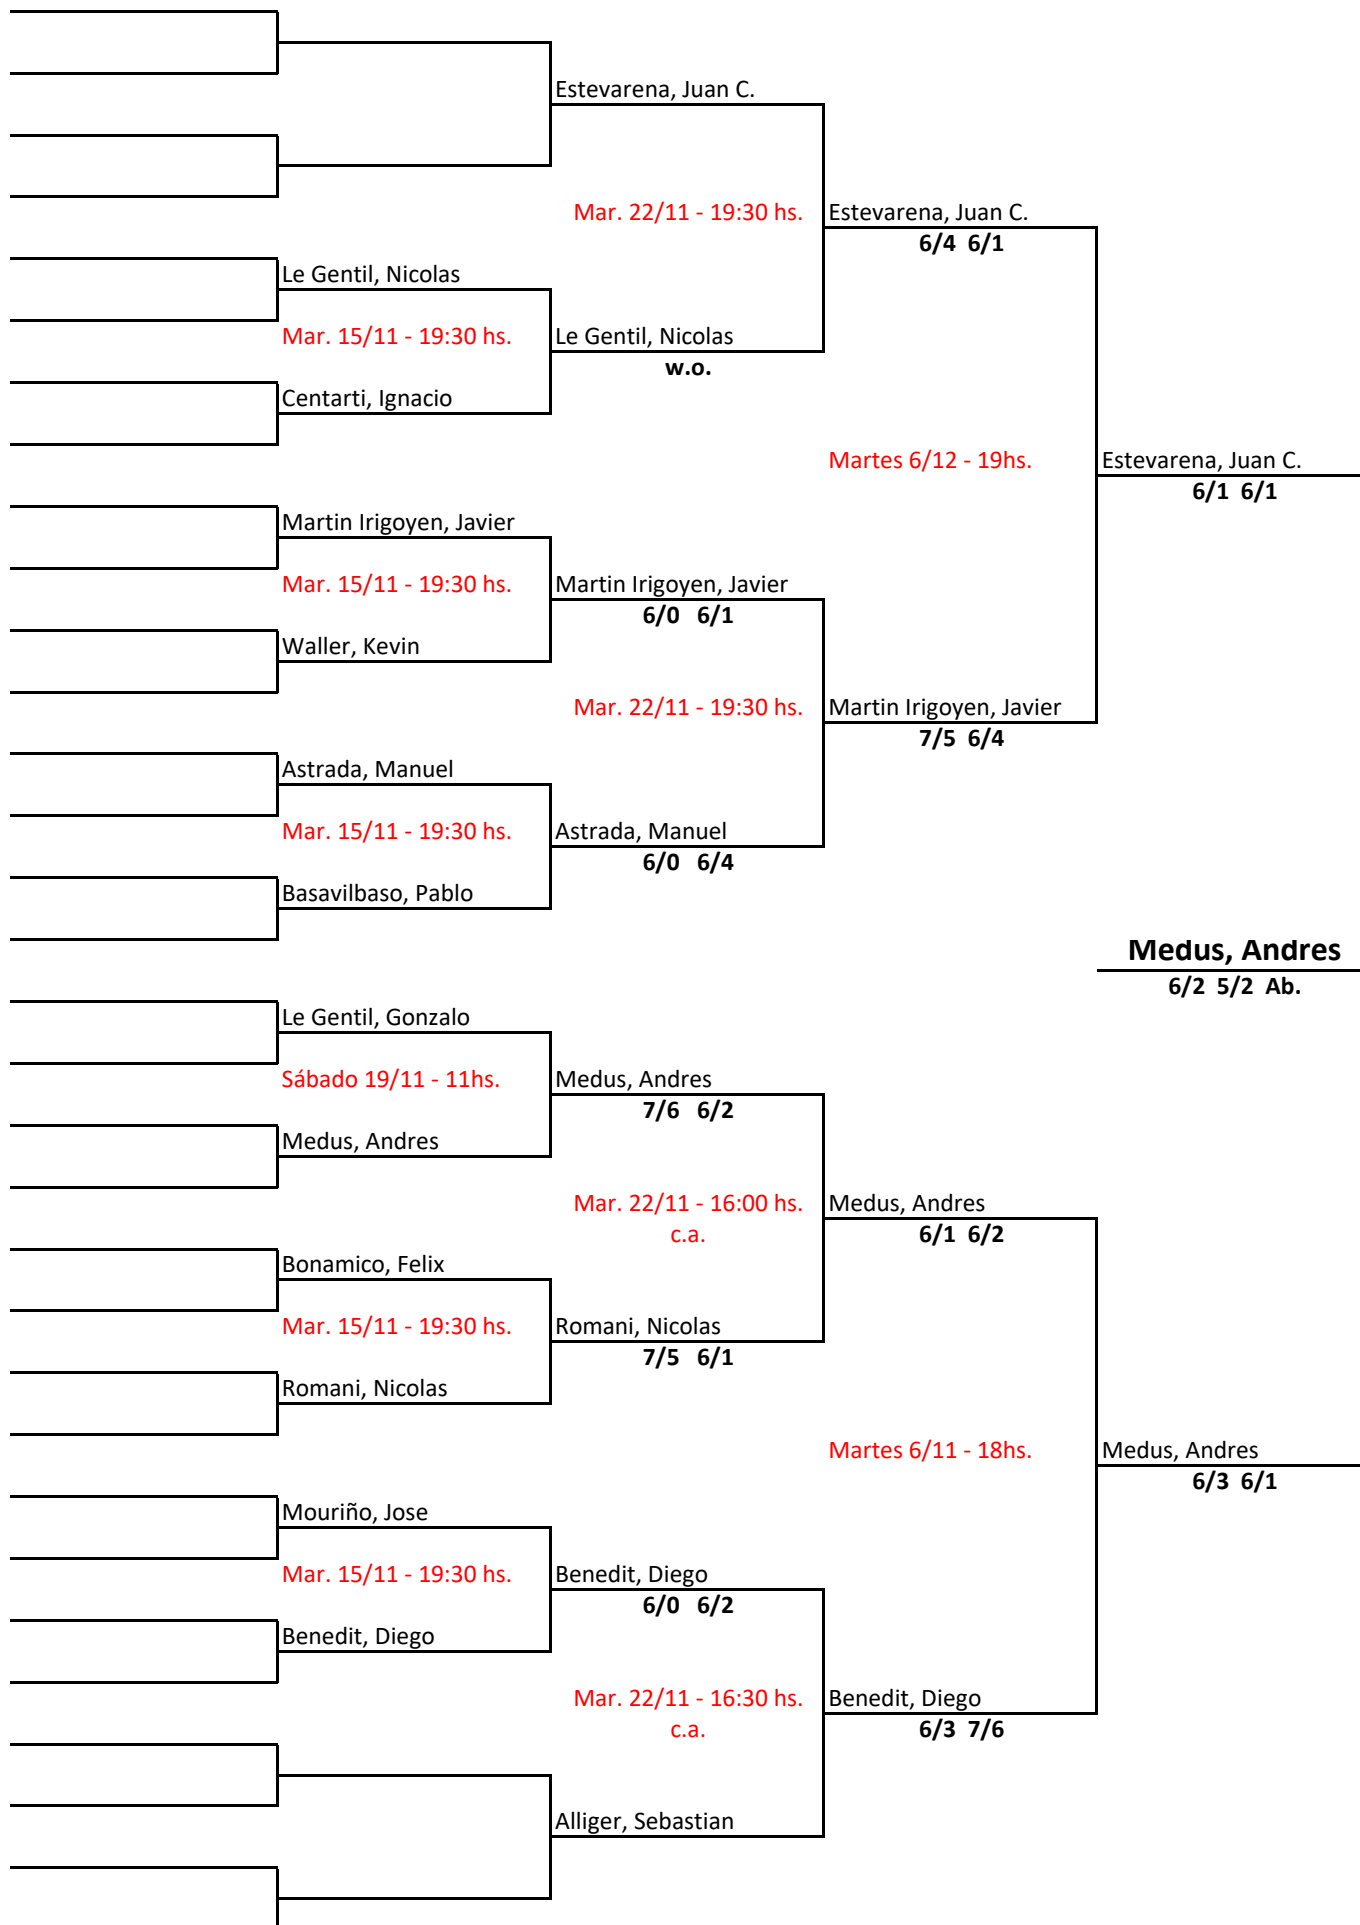 Estevarena, Juan C.
Mar. 22/11 - 19:30 hs.
Estevarena, Juan C.
6/4 6/1
Le Gentil, Nicolas
Mar. 15/11 - 19:30 hs.
Le Gentil, Nicolas
w.o.
Centarti, Ignacio
Martes 6/12 - 19hs.
Estevarena, Juan C.
6/1 6/1
Martin Irigoyen, Javier
Mar. 15/11 - 19:30 hs.
Martin Irigoyen, Javier
6/0 6/1
Waller, Kevin
Mar. 22/11 - 19:30 hs.
Martin Irigoyen, Javier
7/5 6/4
Astrada, Manuel
Mar. 15/11 - 19:30 hs.
Astrada, Manuel
6/0 6/4
Basavilbaso, Pablo
Medus, Andres
6/2 5/2 Ab.
Le Gentil, Gonzalo
Sábado 19/11 - 11hs.
Medus, Andres
7/6 6/2
Medus, Andres
Mar. 22/11 - 16:00 hs.
c.a.
Medus, Andres
6/1 6/2
Bonamico, Felix
Mar. 15/11 - 19:30 hs.
Romani, Nicolas
7/5 6/1
Romani, Nicolas
Martes 6/11 - 18hs.
Medus, Andres
6/3 6/1
Mouriño, Jose
Mar. 15/11 - 19:30 hs.
Benedit, Diego
6/0 6/2
Benedit, Diego
Mar. 22/11 - 16:30 hs.
c.a.
Benedit, Diego
6/3 7/6
Alliger, Sebastian